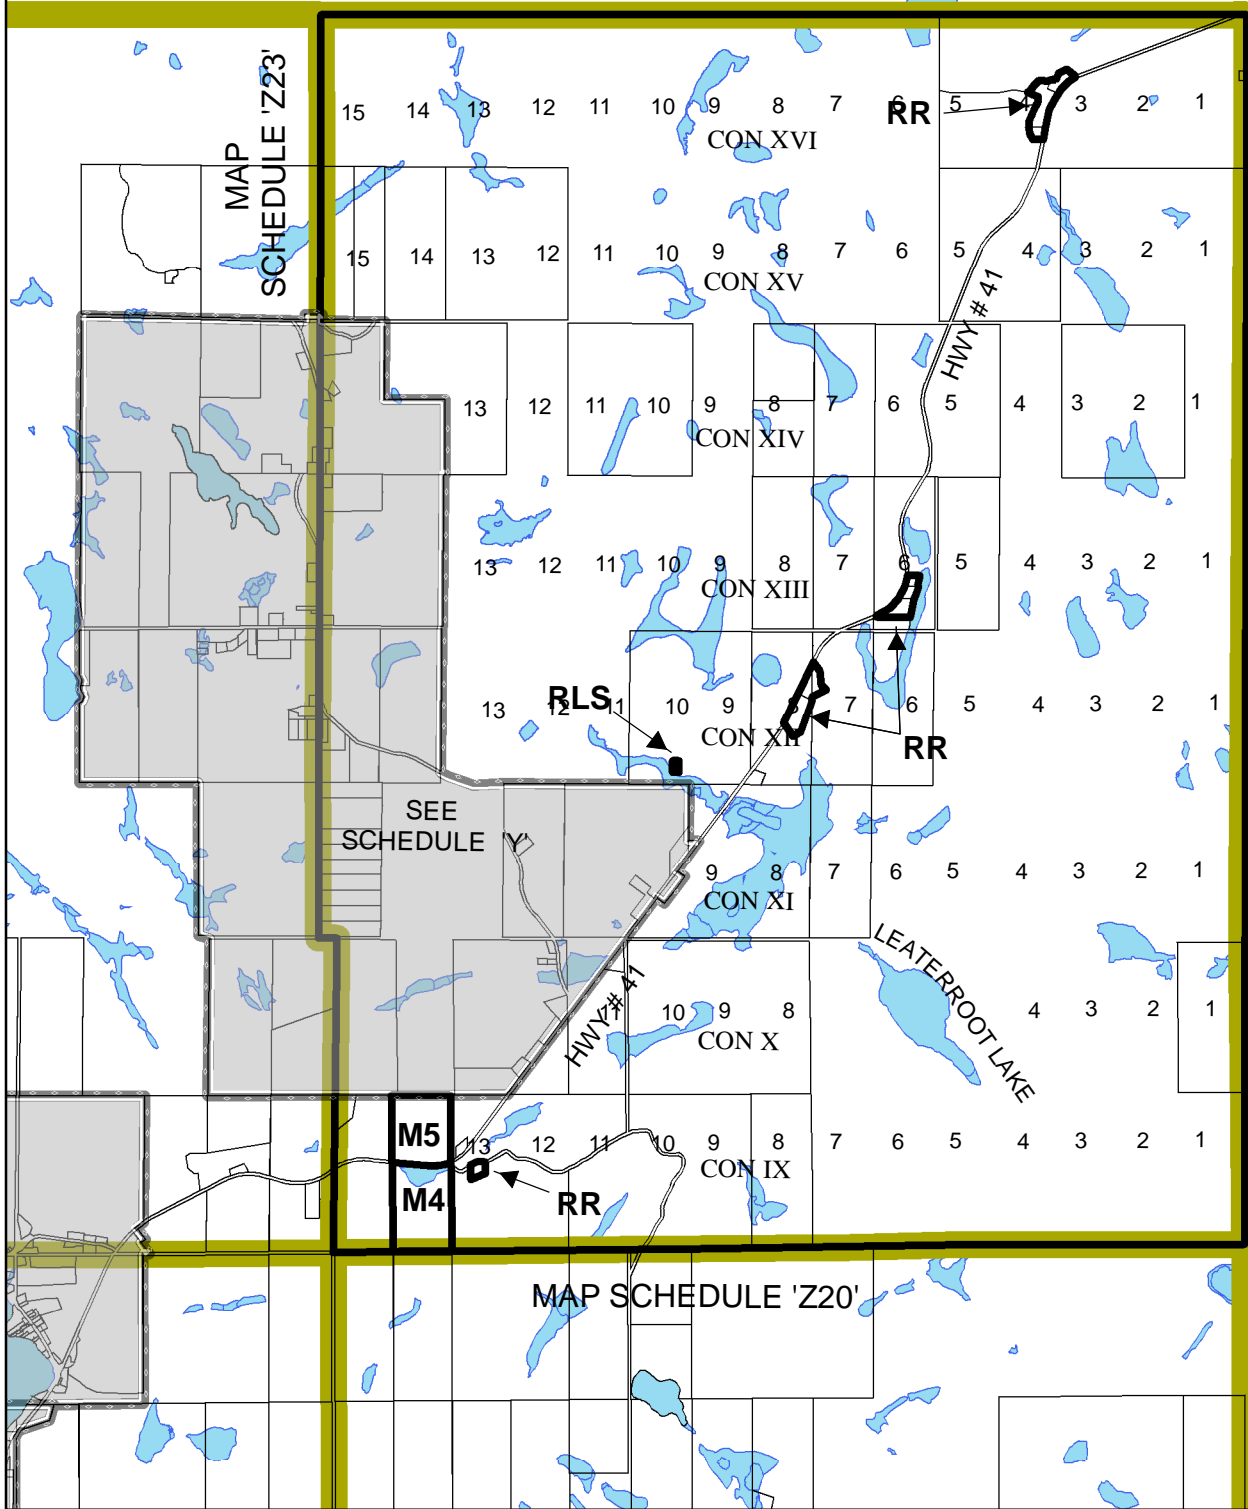 MAP
SCHEDULE 'Z23'
15 14 13 12 11 10 9 8 7 6 5 4 3 2 1
RR
CON XVI
15 14 13 12 11 10 9 8 7 6 5 4 3 2 1
CON XV
HWY # 41
13 12 11 10 9 8 7 6 5 4 3 2 1
CON XIV
13 12 11 10 9 8 7 6 5 4 3 2 1
CON XIII
RLS
13 12 11 10 9 8 7 6 5 4 3 2 1
CON XII
RR
SEE
SCHEDULE 'Y'
9 8 7 6 5 4 3 2 1
CON XI
LEATERROOT LAKE
HWY # 41
11 10 9 8 4 3 2 1
CON X
M5
13 12 11 10 9 8 7 6 5 4 3 2 1
CON IX
M4
RR
MAP SCHEDULE 'Z20'